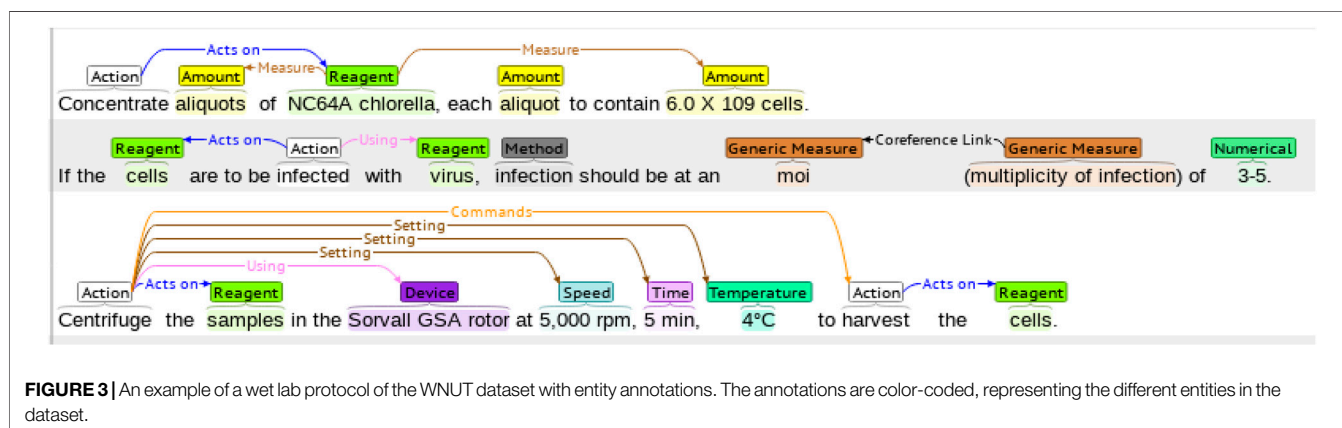 Acts on Measure
Action Amount Measure Reagent Amount Amount
Concentrate aliquots of NC64A chlorella, each aliquot to contain 6.0 X 109 cells.
Reagent Acts on Action Using Reagent Method Generic Measure Coreference Link Generic Measure Numerical
If the cells are to be infected with virus, infection should be at an moi (multiplicity of infection) of 3-5.
Commands
Setting
Setting
Setting
Using
Action Acts on Reagent Device Speed Time Temperature Action Acts on Reagent
Centrifuge the samples in the Sorvall GSA rotor at 5,000 rpm, 5 min, 4°C to harvest the cells.
FIGURE 3 | An example of a wet lab protocol of the WNUT dataset with entity annotations. The annotations are color-coded, representing the different entities in the
dataset.